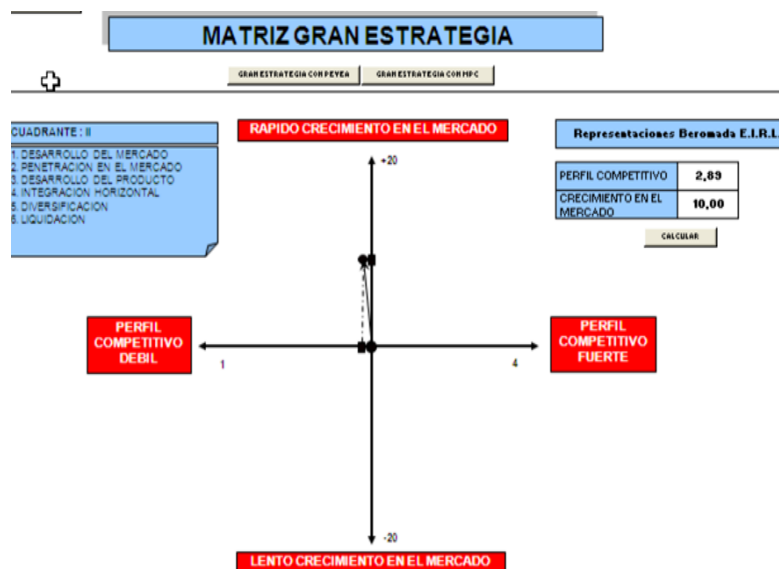 MATRIZ GRAN ESTRATEGIA
GRAN ESTRATEGIA CON PEYEA
GRAN ESTRATEGIA CON MPC
CUADRANTE : II
1. DESARROLLO DEL MERCADO
2. PENETRACION EN EL MERCADO
3. DESARROLLO DEL PRODUCTO
4. INTEGRACION HORIZONTAL
5. DIVERSIFICACION
6. LIQUIDACION
RAPIDO CRECIMIENTO EN EL MERCADO
Representaciones Beromada E.I.R.L.
+20
PERFIL COMPETITIVO
2,89
CRECIMIENTO EN EL
MERCADO
10,00
CALCULAR
PERFIL
COMPETITIVO
DEBIL
1
4
PERFIL
COMPETITIVO
FUERTE
-20
LENTO CRECIMIENTO EN EL MERCADO